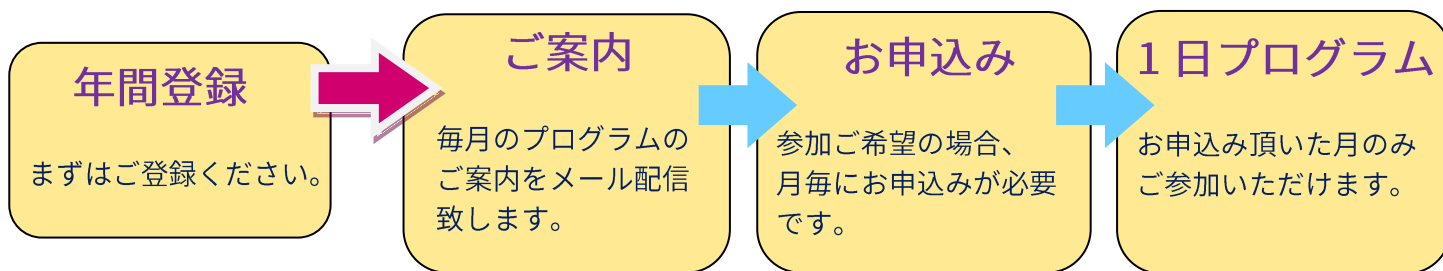 年間登録
まずはご登録ください。
ご案内
毎月のプログラムの
ご案内をメール配信
致します。
お申込み
参加ご希望の場合、
月毎にお申込みが必要
です。
1日プログラム
お申込み頂いた月のみ
ご参加いただけます。